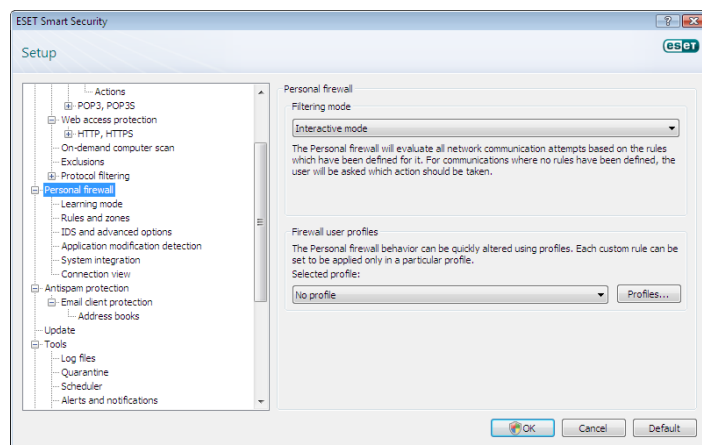 ESET Smart Security
Setup
eset
Actions
POP3, POP3S
Web access protection
HTTP, HTTPS
On-demand computer scan
Exclusions
Protocol filtering
Personal firewall
Learning mode
Rules and zones
IDS and advanced options
Application modification detection
System integration
Connection view
Antispam protection
Email client protection
Address books
Update
Tools
Log files
Quarantine
Scheduler
Alerts and notifications
Personal firewall
Filtering mode
Interactive mode
The Personal firewall will evaluate all network communication attempts based on the rules
which have been defined for it. For communications where no rules have been defined, the
user will be asked which action should be taken.
Firewall user profiles
The Personal firewall behavior can be quickly altered using profiles. Each custom rule can be
set to be applied only in a particular profile.
Selected profile:
No profile
Profiles...
OK
Cancel
Default